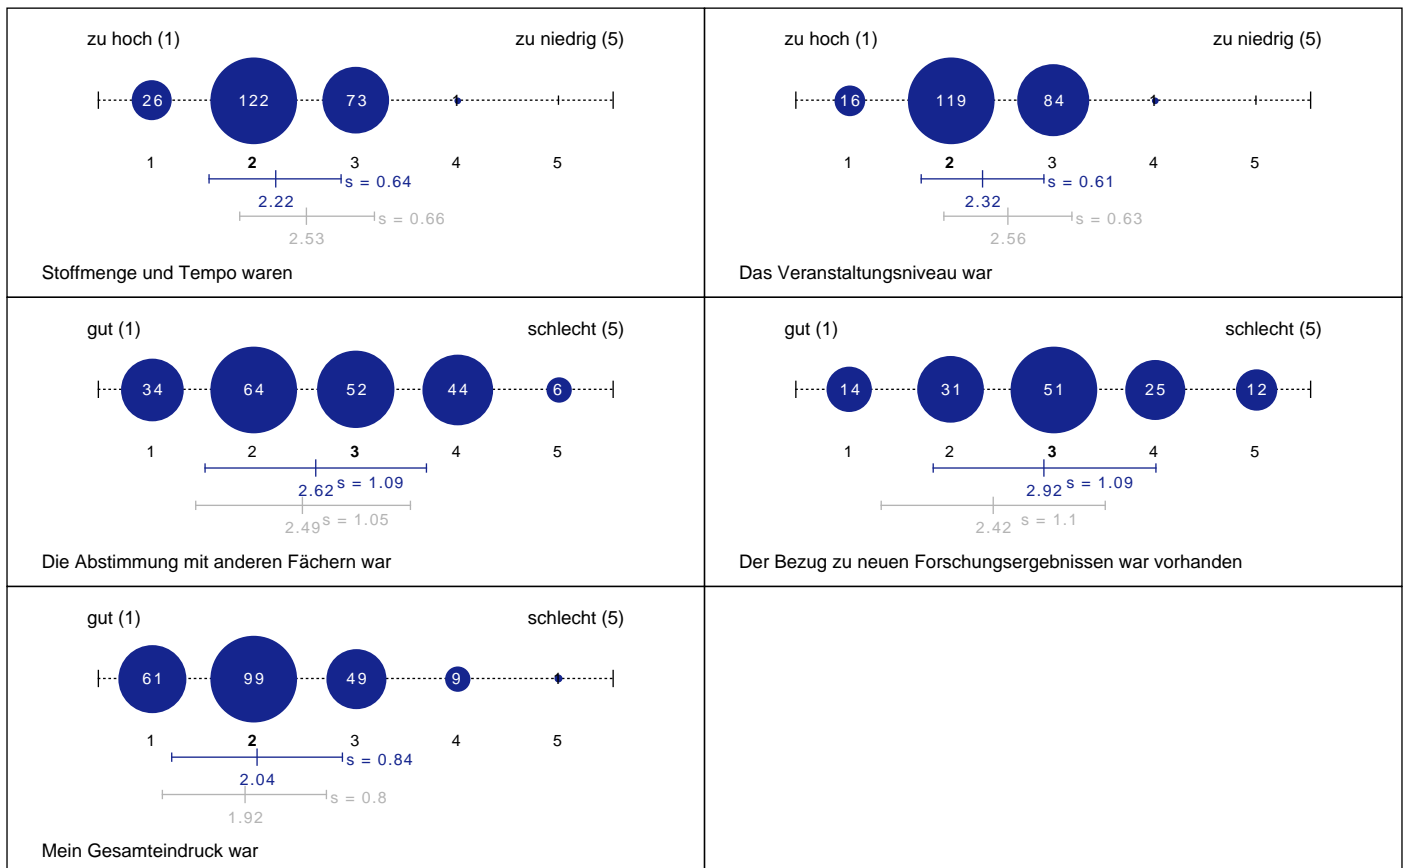 zu hoch (1) zu niedrig (5)
26 122 73 1
1 2 3 4 5
s = 0.64
2.22
s = 0.66
2.53
Stoffmenge und Tempo waren
zu hoch (1) zu niedrig (5)
16 119 84 1
1 2 3 4 5
s = 0.61
2.32
s = 0.63
2.56
Das Veranstaltungsniveau war
gut (1) schlecht (5)
34 64 52 44 6
1 2 3 4 5
s = 1.09
2.62
s = 1.05
2.49
Die Abstimmung mit anderen Fächern war
gut (1) schlecht (5)
14 31 51 25 12
1 2 3 4 5
s = 1.09
2.92
s = 1.1
2.42
Der Bezug zu neuen Forschungsergebnissen war vorhanden
gut (1) schlecht (5)
61 99 49 9
1 2 3 4 5
s = 0.84
2.04
s = 0.8
1.92
Mein Gesamteindruck war